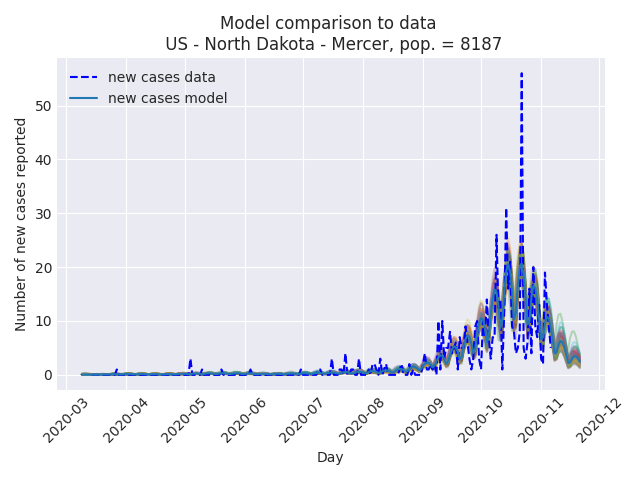 Model comparison to data
US - North Dakota - Mercer, pop. = 8187
new cases data
new cases model
Number of new cases reported
50
40
30
20
10
0
2020-03
2020-04
2020-05
2020-06
2020-07
2020-08
2020-09
2020-10
2020-11
2020-12
Day